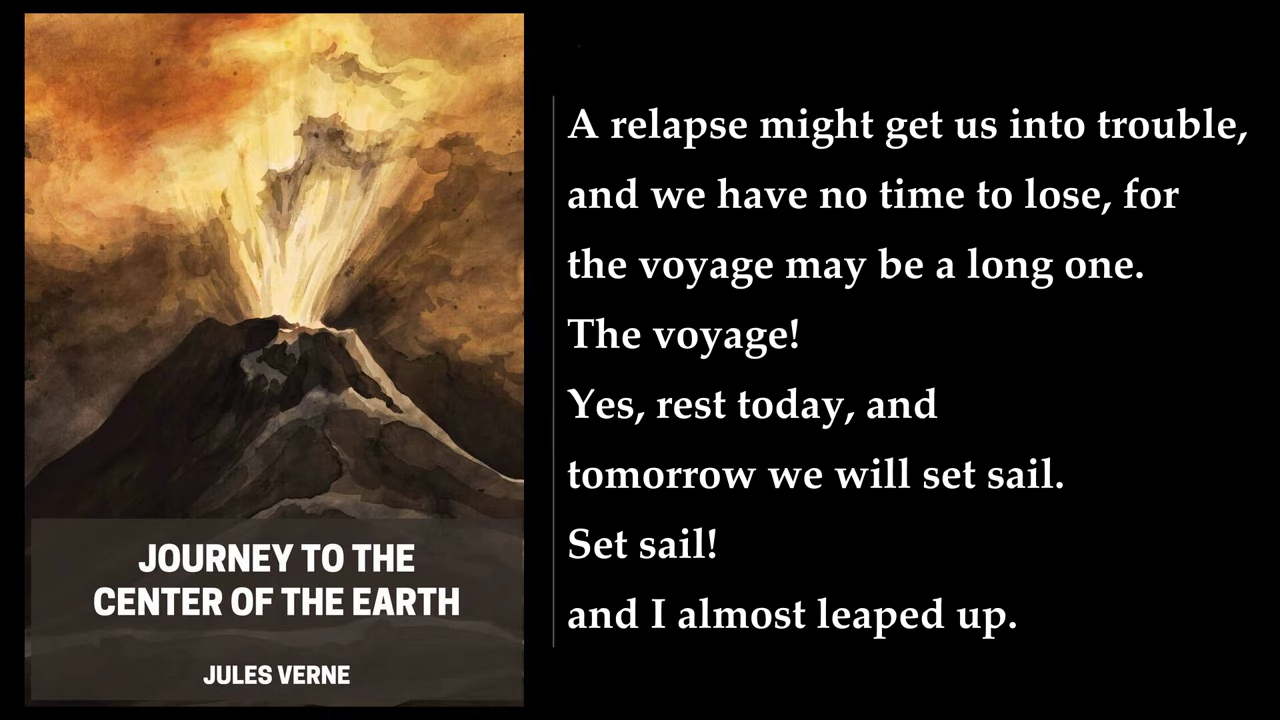 JOURNEY TO THE
CENTER OF THE EARTH
JULES VERNE
A relapse might get us into trouble,
and we have no time to lose, for
the voyage may be a long one.
The voyage!
Yes, rest today, and
tomorrow we will set sail.
Set sail!
and I almost leaped up.